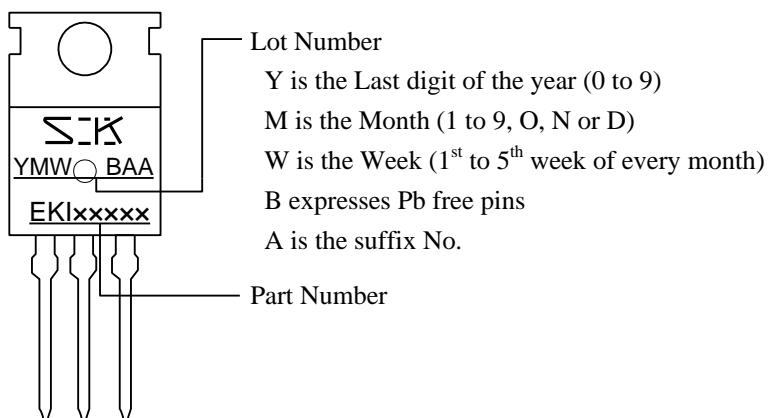 Lot Number
Y is the Last digit of the year (0 to 9)
M is the Month (1 to 9, O, N or D)
W is the Week (1st to 5th week of every month)
B expresses Pb free pins
A is the suffix No.
SK
YMW○ BAA
EKI×××××
Part Number